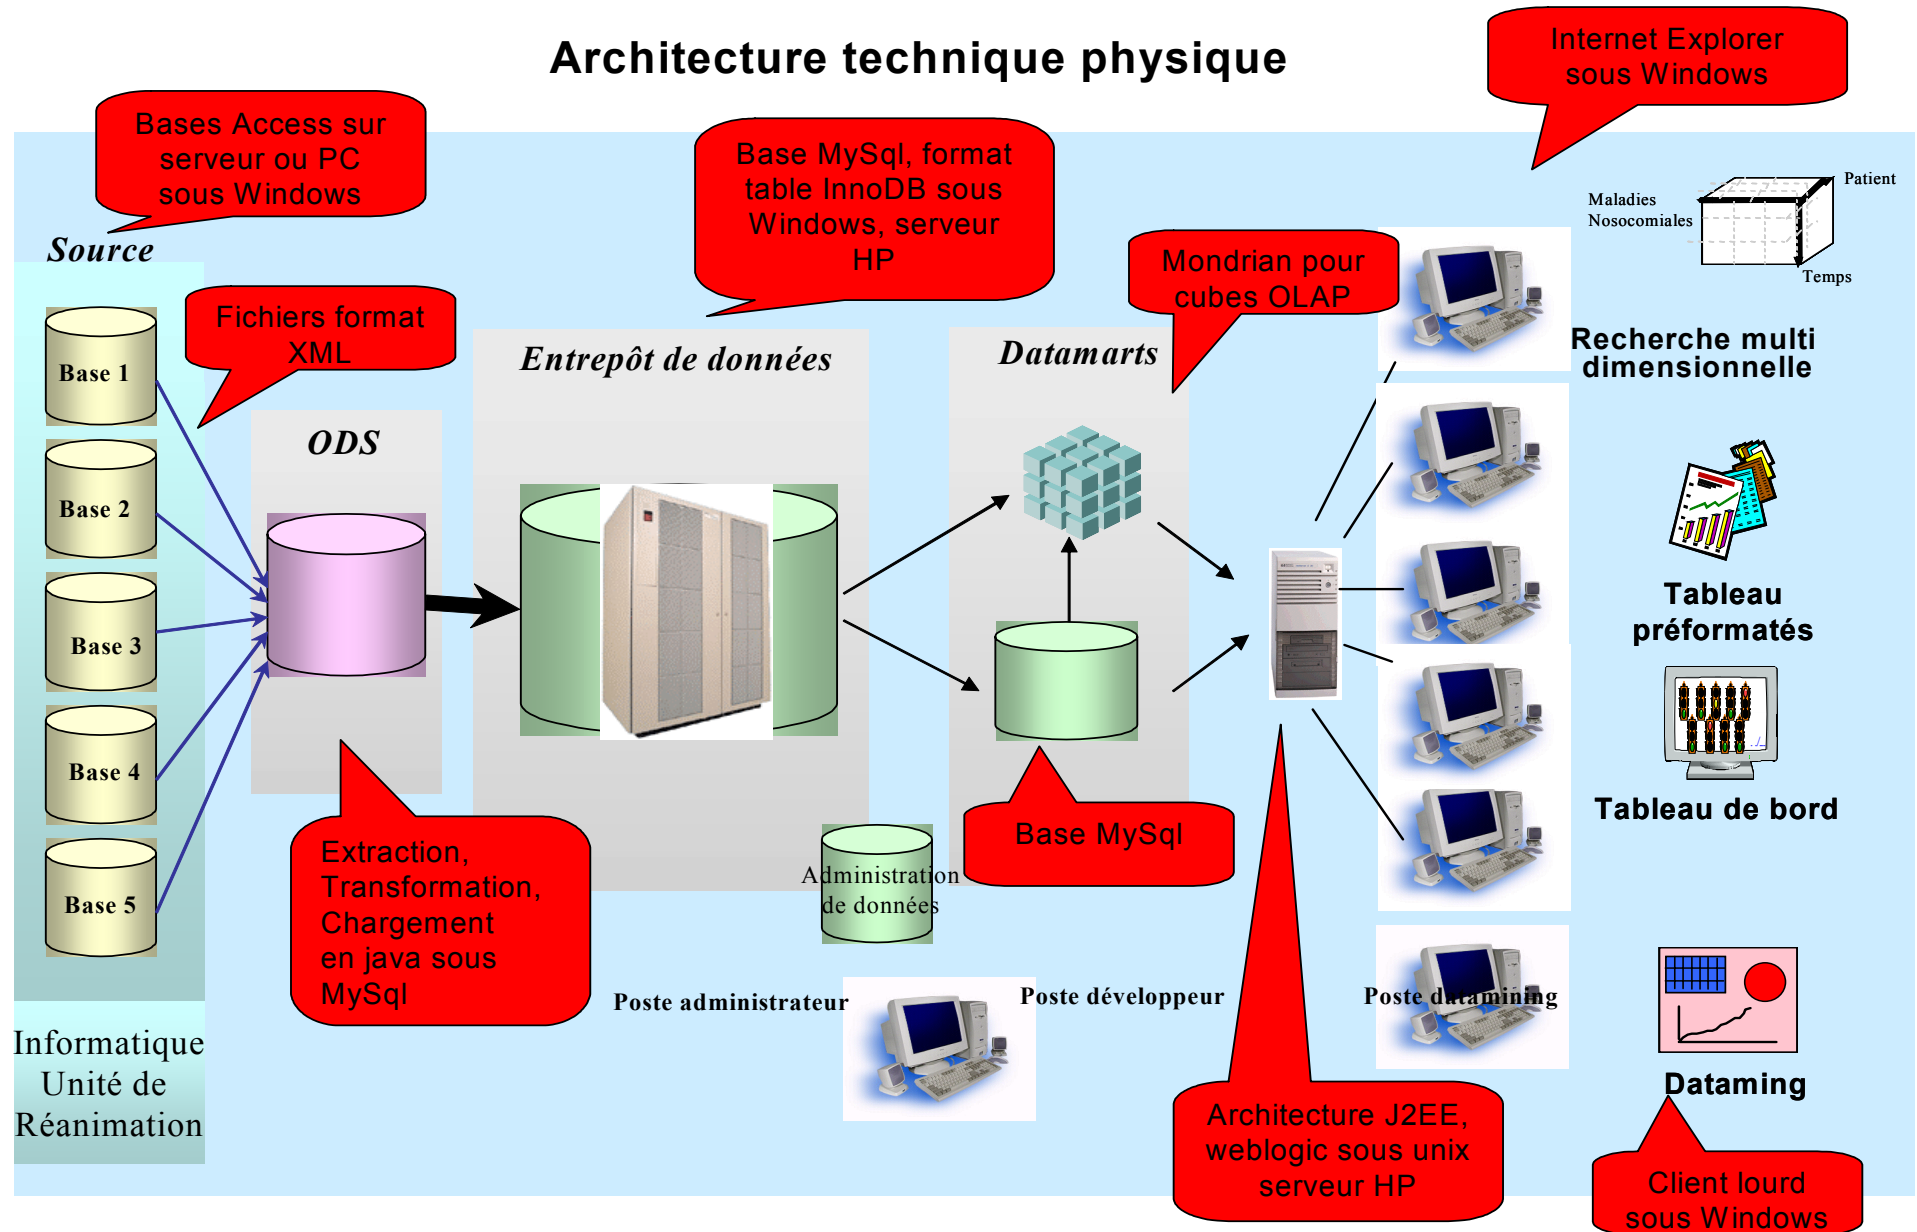 Architecture technique physique
Internet Explorer
sous Windows
Bases Access sur
serveur ou PC
sous Windows
Base MySql, format
table InnoDB sous
Windows, serveur
HP
Patient
Maladies
Nosocomiales
Temps
Source
Mondrian pour
cubes OLAP
Fichiers format
XML
Entrepôt de données
Datamarts
Recherche multi
dimensionnelle
Base 1
ODS
Base 2
Base 3
Base 4
Base 5
Tableau
préformatés
Tableau de bord
Base MySql
Extraction,
Transformation,
Chargement
en java sous
MySql
Administration
de données
Poste administrateur
Poste développeur
Poste datamining
Informatique
Unité de
Réanimation
Dataming
Architecture J2EE,
weblogic sous unix
serveur HP
Client lourd
sous Windows